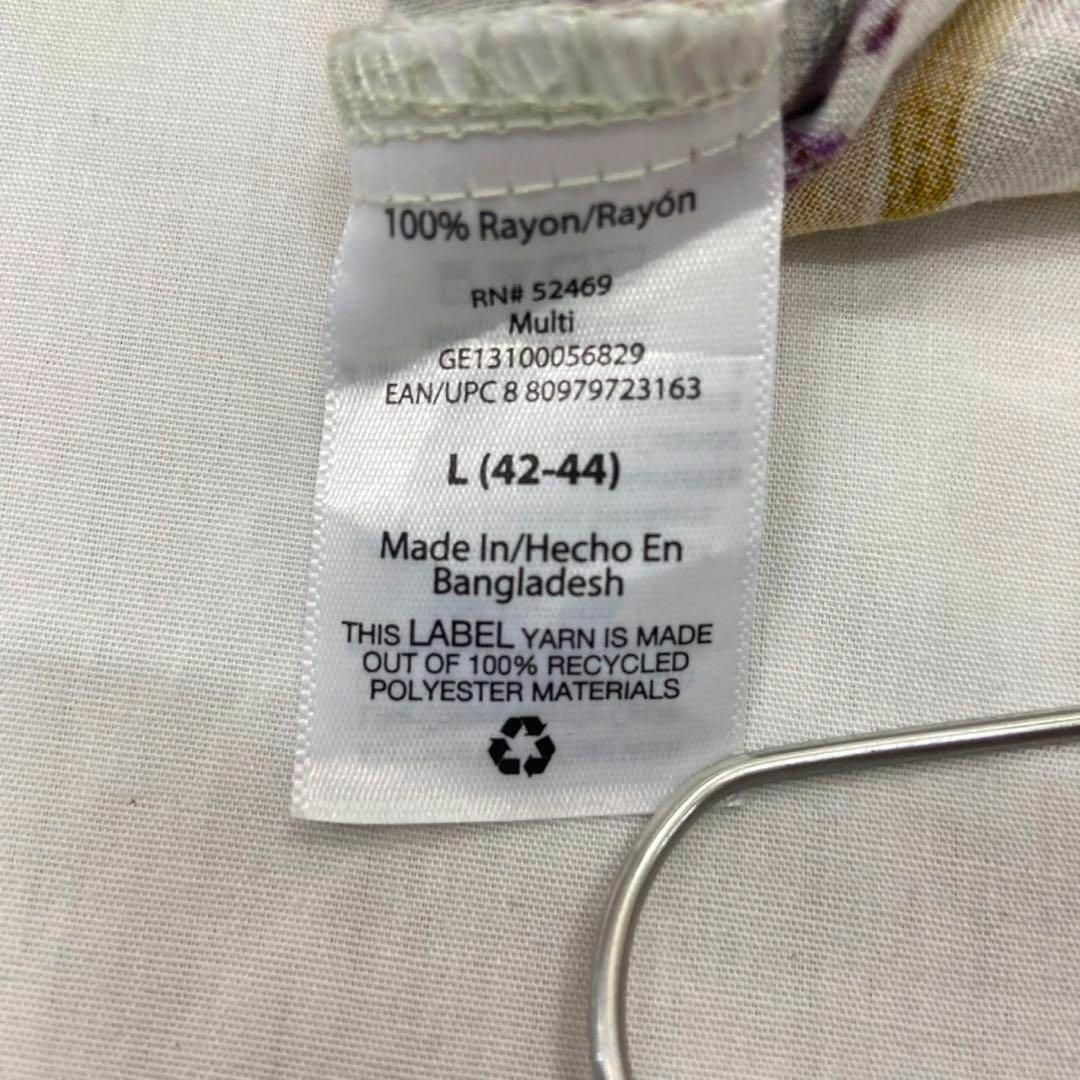 100% Rayon/Rayón
RN# 52469
Multi
GE13100056829
EAN/UPC 8 80979723163
L (42-44)
Made In/Hecho En
Bangladesh
THIS LABEL YARN IS MADE
OUT OF 100% RECYCLED
POLYESTER MATERIALS